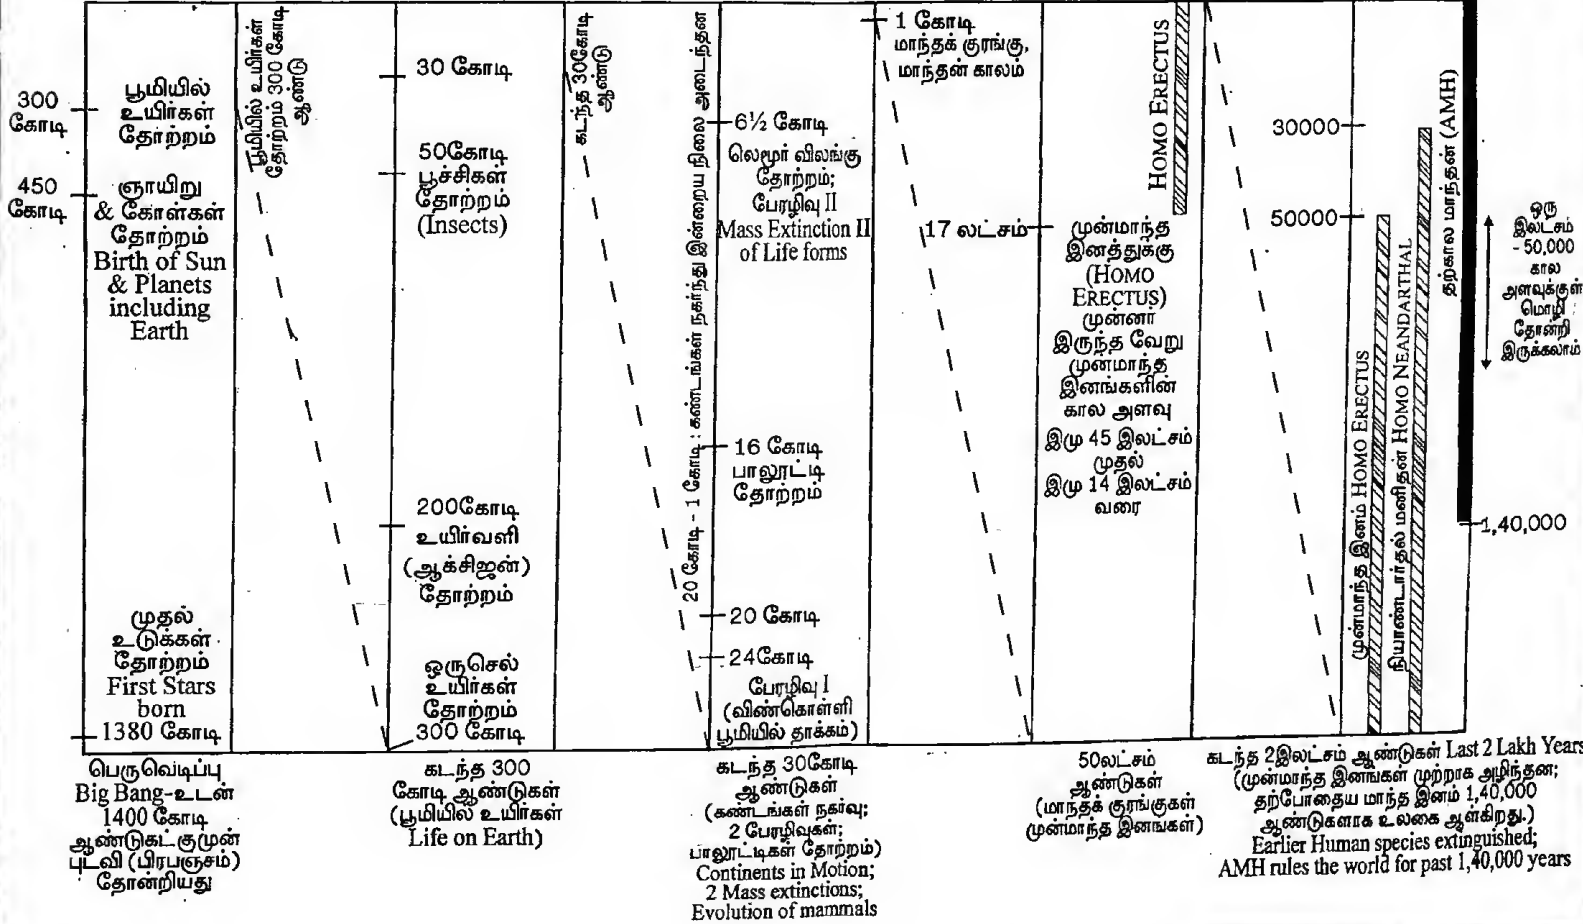 300
கோடி
பூமியில்
உயிர்கள்
தோற்றம்
450
கோடி
ஞாயிறு
& கோள்கள்
தோற்றம்
Birth of Sun
& Planets
including
Earth
முதல்
உடுக்கள்
தோற்றம்
First Stars
born
1380 கோடி
பெருவெடிப்பு
Big Bang-உடன்
1400 கோடி
ஆண்டுகட்குமுன்
புடவி (பிரபஞ்சம்)
தோன்றியது
பூமியில் உயிர்கள்
தோற்றம் 300 கோடி
ஆண்டு
30 கோடி
50கோடி
பூச்சிகள்
தோற்றம்
(Insects)
200கோடி
உயிர்வளி
(ஆக்சிஜன்)
தோற்றம்
ஒருசெல்
உயிர்கள்
தோற்றம்
300 கோடி
கடந்த 300
கோடி ஆண்டுகள்
(பூமியில் உயிர்கள்
Life on Earth)
கடந்த 30கோடி
ஆண்டு
20 கோடி - 1 கோடி : கண்டங்கள் நகர்ந்து இன்றைய நிலை அடைந்தன
6½ கோடி
லெமூர் விலங்கு
தோற்றம்;
பேரழிவு II
Mass Extinction II
of Life forms
16 கோடி
பாலூட்டி
தோற்றம்
20 கோடி
24கோடி
பேரழிவு I
(விண்கொள்ளி
பூமியில் தாக்கம்)
கடந்த 30கோடி
ஆண்டுகள்
(கண்டங்கள் நகர்வு;
2 பேரழிவுகள்;
பாலூட்டிகள் தோற்றம்)
Continents in Motion;
2 Mass extinctions;
Evolution of mammals
1 கோடி
மாந்தக் குரங்கு,
மாந்தன் காலம்
17 லட்சம்
முன்மாந்த
இனத்துக்கு
(HOMO
ERECTUS)
முன்னர்
இருந்த வேறு
முன்மாந்த
இனங்களின்
கால அளவு
இமு 45 இலட்சம்
முதல்
இமு 14 இலட்சம்
வரை
HOMO ERECTUS
50லட்சம்
ஆண்டுகள்
(மாந்தக் குரங்குகள்
முன்மாந்த இனங்கள்)
30000
50000
முன்மாந்த இனம் HOMO ERECTUS
நியாண்டார்தல் மனிதன் HOMO NEANDARTHAL
தற்கால மாந்தன் (AMH)
1,40,000
ஒரு
இலட்சம்
- 50,000
கால
அளவுக்குள்
மொழி
தோன்றி
இருக்கலாம்
கடந்த 2இலட்சம் ஆண்டுகள் Last 2 Lakh Years
(முன்மாந்த இனங்கள் முற்றாக அழிந்தன;
தற்போதைய மாந்த இனம் 1,40,000
ஆண்டுகளாக உலகை ஆள்கிறது.)
Earlier Human species extinguished;
AMH rules the world for past 1,40,000 years